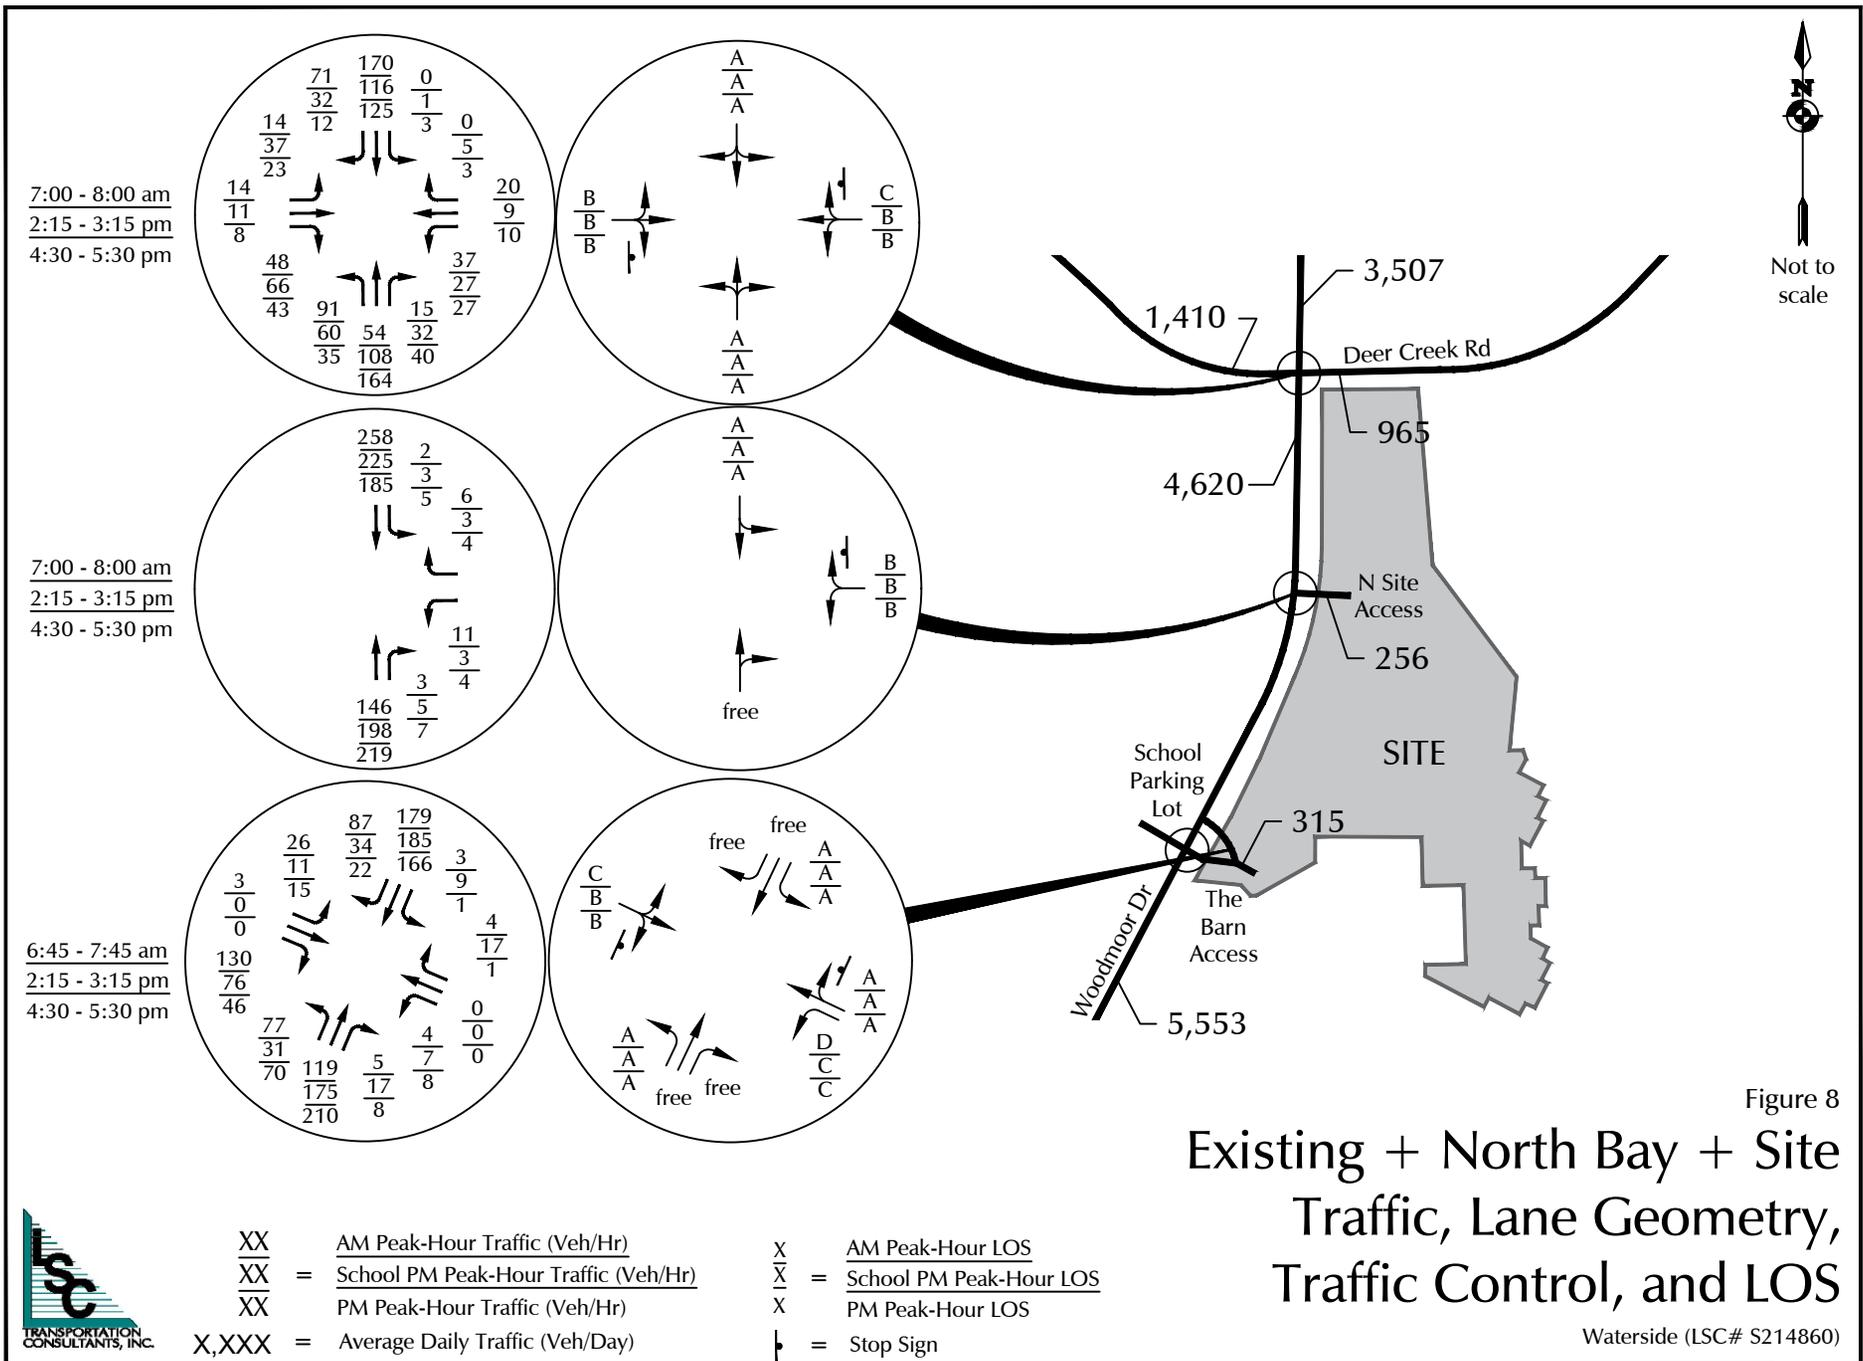 7:00 - 8:00 am
2:15 - 3:15 pm
4:30 - 5:30 pm
71
32
12
170
116
125
0
1
3
14
37
23
0
5
3
14
11
8
20
9
10
48
66
43
37
27
27
91
60
35
54
108
164
15
32
40
A
A
A
B
B
B
C
B
B
A
A
A
7:00 - 8:00 am
2:15 - 3:15 pm
4:30 - 5:30 pm
258
225
185
2
3
5
6
3
4
11
3
4
146
198
219
3
5
7
A
A
A
B
B
B
free
6:45 - 7:45 am
2:15 - 3:15 pm
4:30 - 5:30 pm
3
0
0
26
11
15
87
34
22
179
185
166
3
9
1
4
17
1
130
76
46
0
0
0
77
31
70
119
175
210
5
17
8
4
7
8
free
free
A
A
A
C
B
B
A
A
A
D
C
C
A
A
A
free
free
N
Not to
scale
3,507
1,410
Deer Creek Rd
965
4,620
N Site
Access
256
SITE
School
Parking
Lot
315
The
Barn
Access
Woodmoor Dr
5,553
Figure 8
Existing + North Bay + Site
Traffic, Lane Geometry,
Traffic Control, and LOS
Waterside (LSC# S214860)
LSC
TRANSPORTATION
CONSULTANTS, INC.
XX AM Peak-Hour Traffic (Veh/Hr)
XX = School PM Peak-Hour Traffic (Veh/Hr)
XX PM Peak-Hour Traffic (Veh/Hr)
X,XXX = Average Daily Traffic (Veh/Day)
X AM Peak-Hour LOS
X = School PM Peak-Hour LOS
X PM Peak-Hour LOS
= Stop Sign